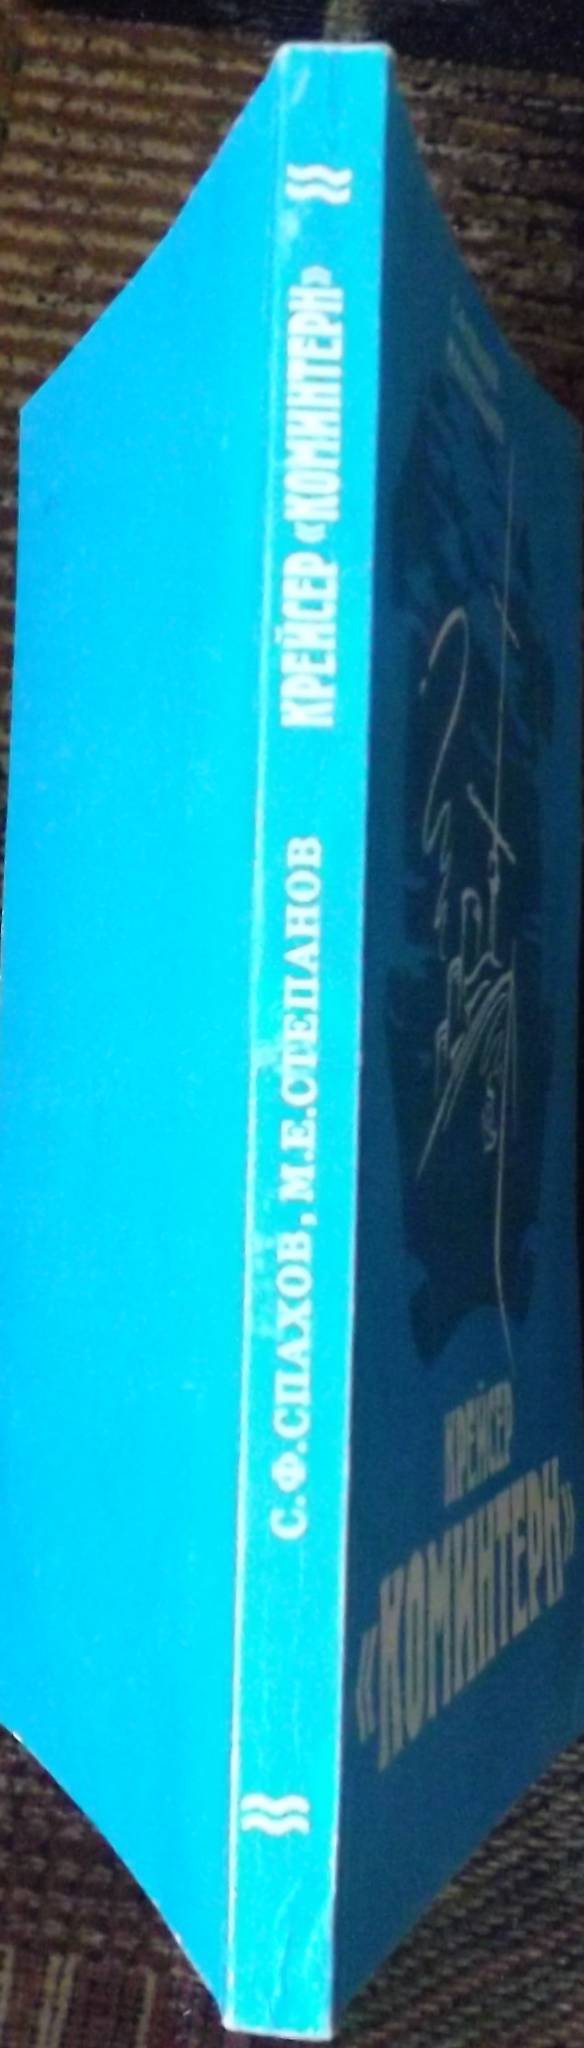 С. Ф. СПАХОВ, М.Е.СТЕПАНОВ КРЕЙСЕР «КОМИНТЕРН»
КРЕЙСЕР
«КОМИНТЕРН»